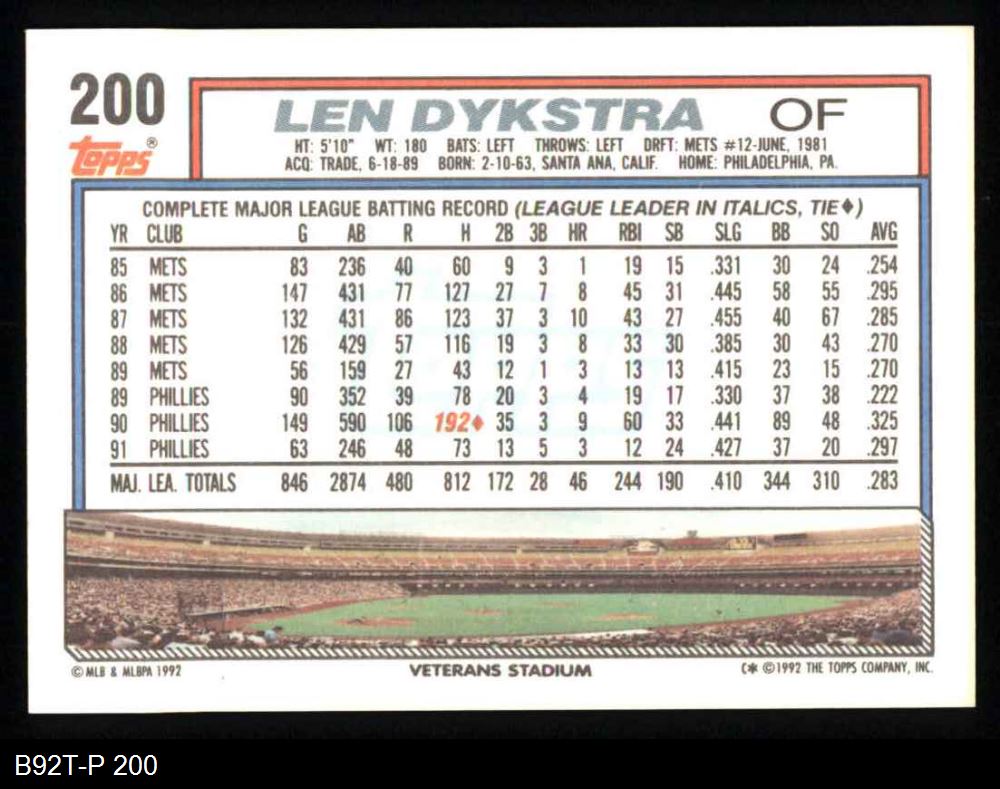 200
Topps®
LEN DYKSTRA OF
HT: 5'10" WT: 180 BATS: LEFT THROWS: LEFT DRFT: METS #12-JUNE, 1981
ACQ: TRADE, 6-18-89 BORN: 2-10-63, SANTA ANA, CALIF. HOME: PHILADELPHIA, PA.
COMPLETE MAJOR LEAGUE BATTING RECORD (LEAGUE LEADER IN ITALICS, TIE♦)
YR CLUB G AB R H 2B 3B HR RBI SB SLG BB SO AVG
85 METS 83 236 40 60 9 3 1 19 15 .331 30 24 .254
86 METS 147 431 77 127 27 7 8 45 31 .445 58 55 .295
87 METS 132 431 86 123 37 3 10 43 27 .455 40 67 .285
88 METS 126 429 57 116 19 3 8 33 30 .385 30 43 .270
89 METS 56 159 27 43 12 1 3 13 13 .415 23 15 .270
89 PHILLIES 90 352 39 78 20 3 4 19 17 .330 37 38 .222
90 PHILLIES 149 590 106 192♦ 35 3 9 60 33 .441 89 48 .325
91 PHILLIES 63 246 48 73 13 5 3 12 24 .427 37 20 .297
MAJ. LEA. TOTALS 846 2874 480 812 172 28 46 244 190 .410 344 310 .283
© MLB & MLBPA 1992 VETERANS STADIUM C* ©1992 THE TOPPS COMPANY, INC.
B92T-P 200